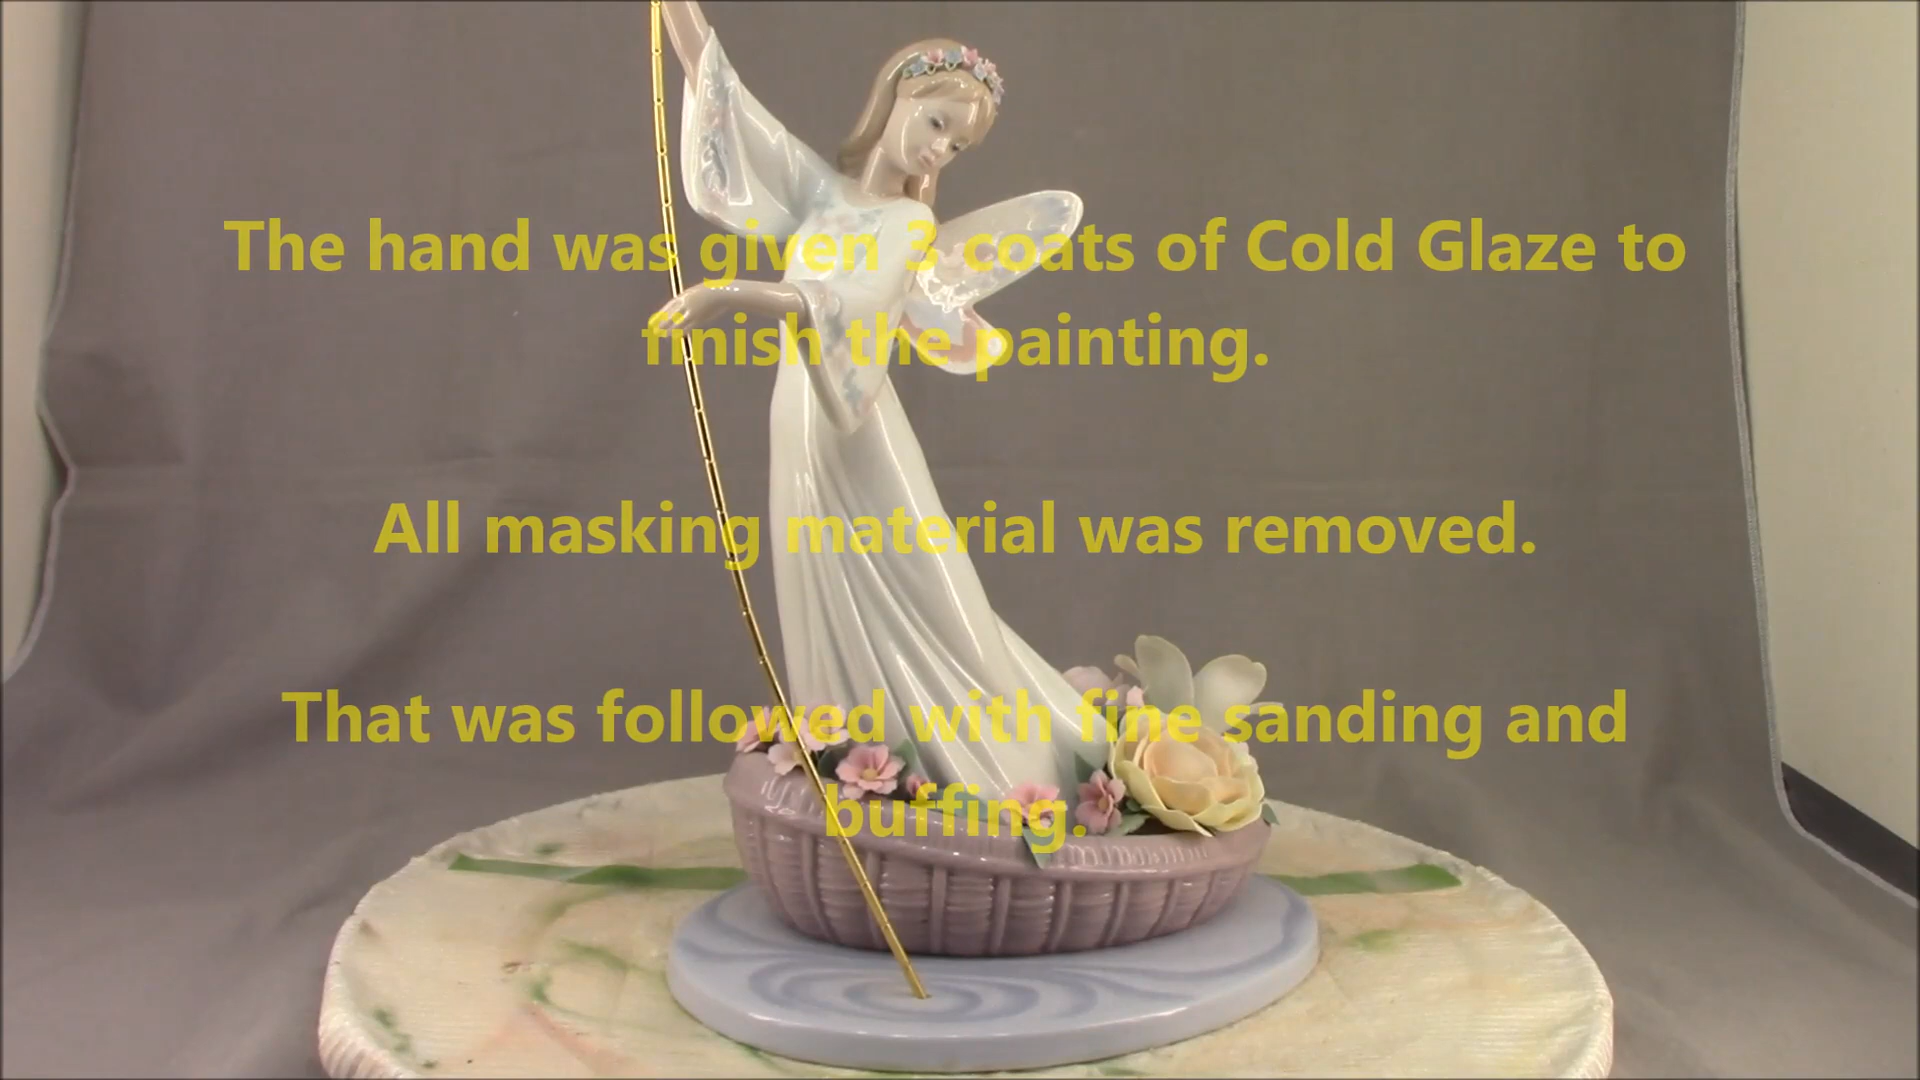 The hand was given 3 coats of Cold Glaze to
finish the painting.
All masking material was removed.
That was followed with fine sanding and
buffing.